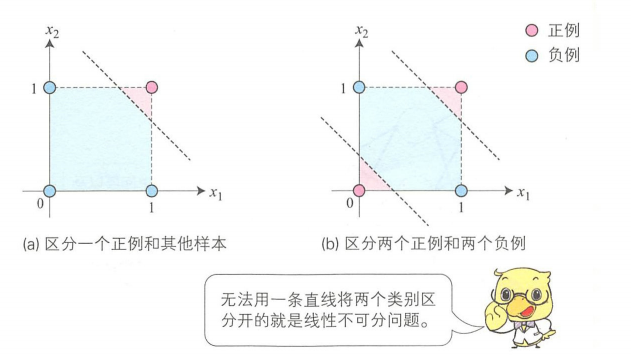 x₂
1
0
1
x₁
(a) 区分一个正例和其他样本
x₂
1
0
1
x₁
(b) 区分两个正例和两个负例
正例
负例
无法用一条直线将两个类别区
分开的就是线性不可分问题。